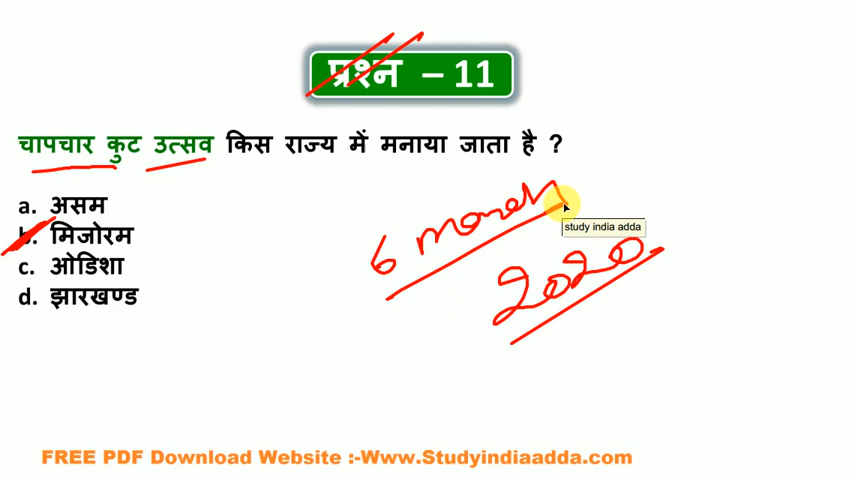 प्रश्न – 11
चापचार कुट उत्सव किस राज्य में मनाया जाता है ?
a. असम
b. मिजोरम
c. ओडिशा
d. झारखण्ड
6 march
study india adda
2020
FREE PDF Download Website :-Www.Studyindiaadda.com